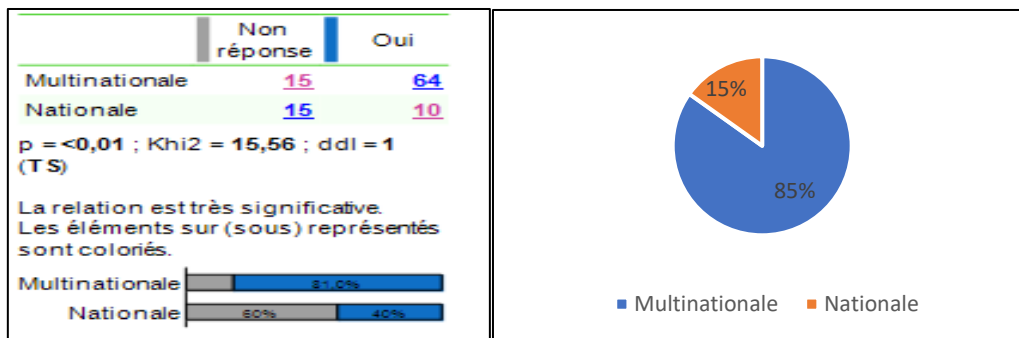 Non réponse Oui
Multinationale 15 64
Nationale 15 10
p = <0,01 ; Khi2 = 15,56 ; ddl = 1
(TS)
La relation est très significative.
Les éléments sur (sous) représentés
sont coloriés.
Multinationale 81,0%
Nationale 60% 40%
15%
85%
Multinationale Nationale